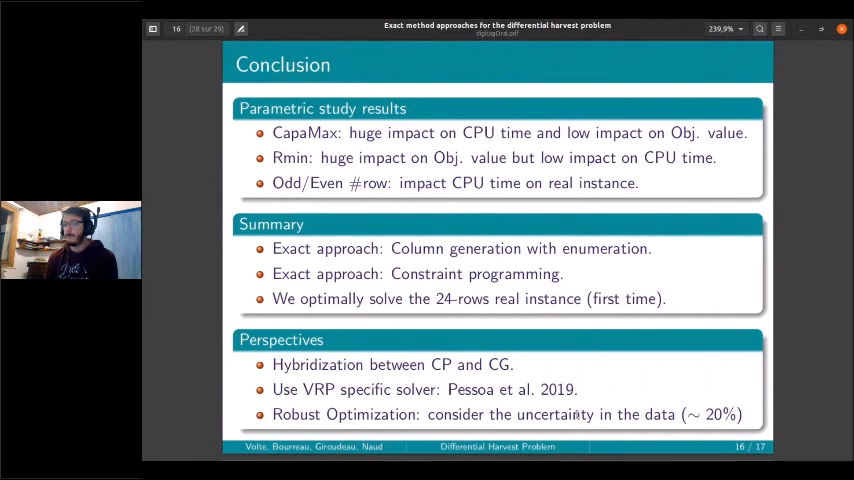 Exact method approaches for the differential harvest problem
digitagOral.pdf
16 (28 sur 29)
239,9%
Conclusion
Parametric study results
CapaMax: huge impact on CPU time and low impact on Obj. value.
Rmin: huge impact on Obj. value but low impact on CPU time.
Odd/Even #row: impact CPU time on real instance.
Summary
Exact approach: Column generation with enumeration.
Exact approach: Constraint programming.
We optimally solve the 24-rows real instance (first time).
Perspectives
Hybridization between CP and CG.
Use VRP specific solver: Pessoa et al. 2019.
Robust Optimization: consider the uncertainty in the data (∼ 20%)
Volte, Bourreau, Giroudeau, Naud
Differential Harvest Problem
16 / 17